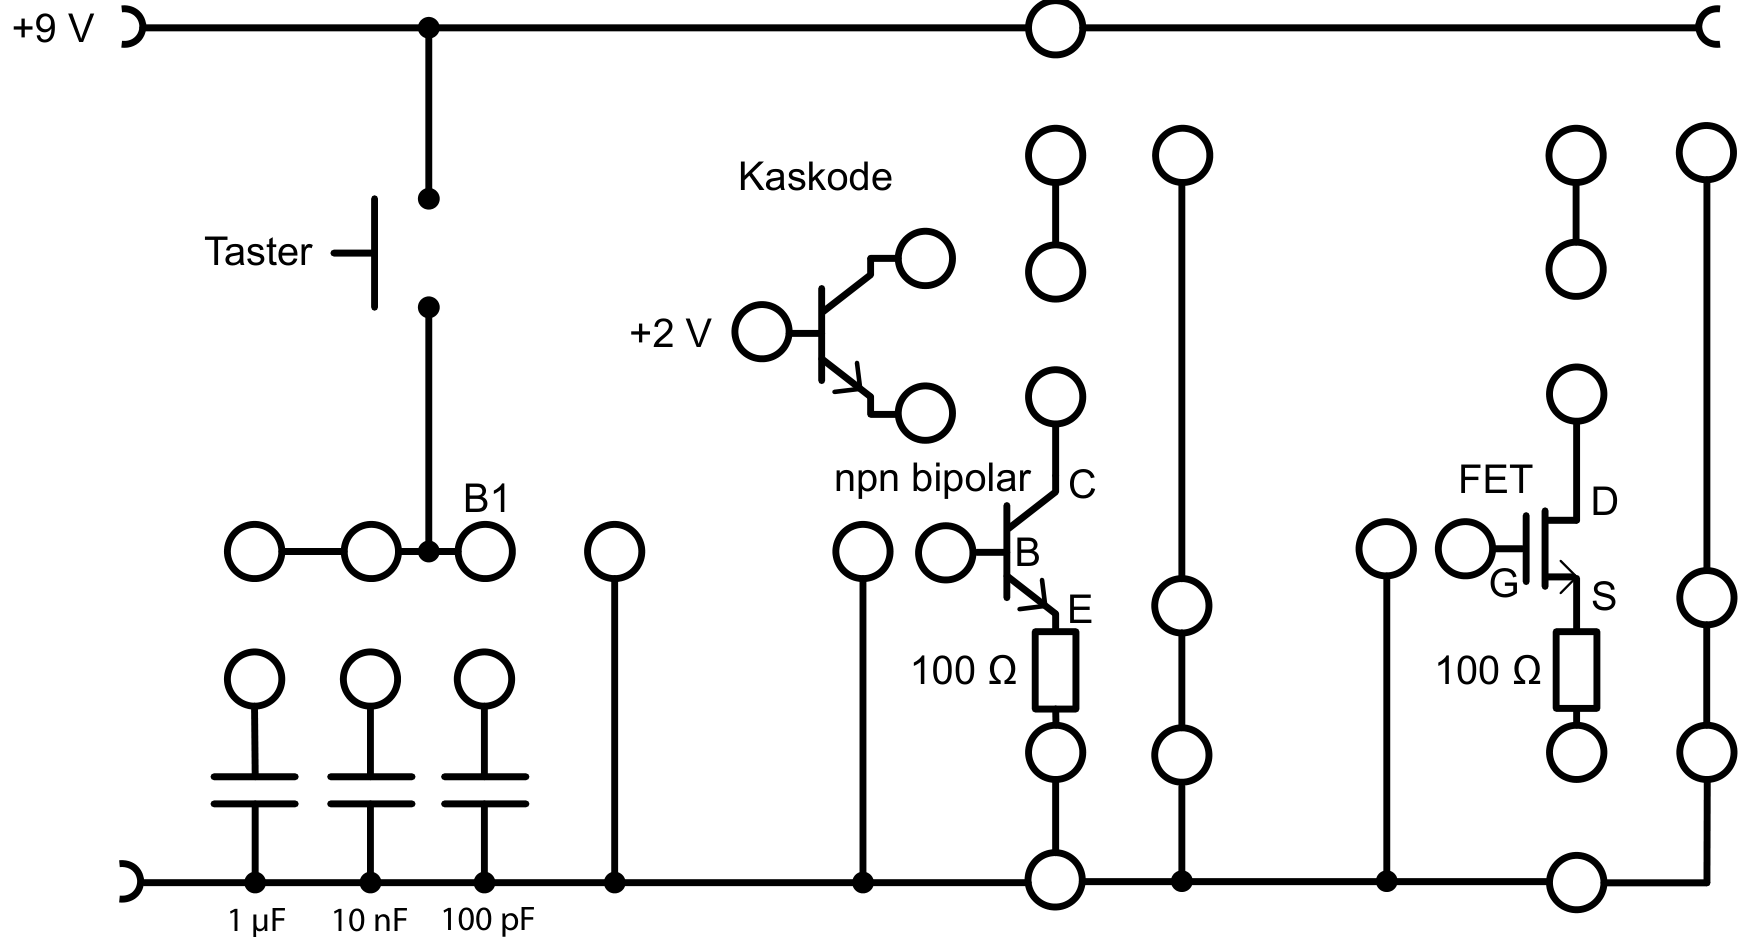 +9 V
Kaskode
Taster
+2 V
npn bipolar
C
FET
D
B1
B
G
S
E
100 Ω
100 Ω
1 µF
10 nF
100 pF